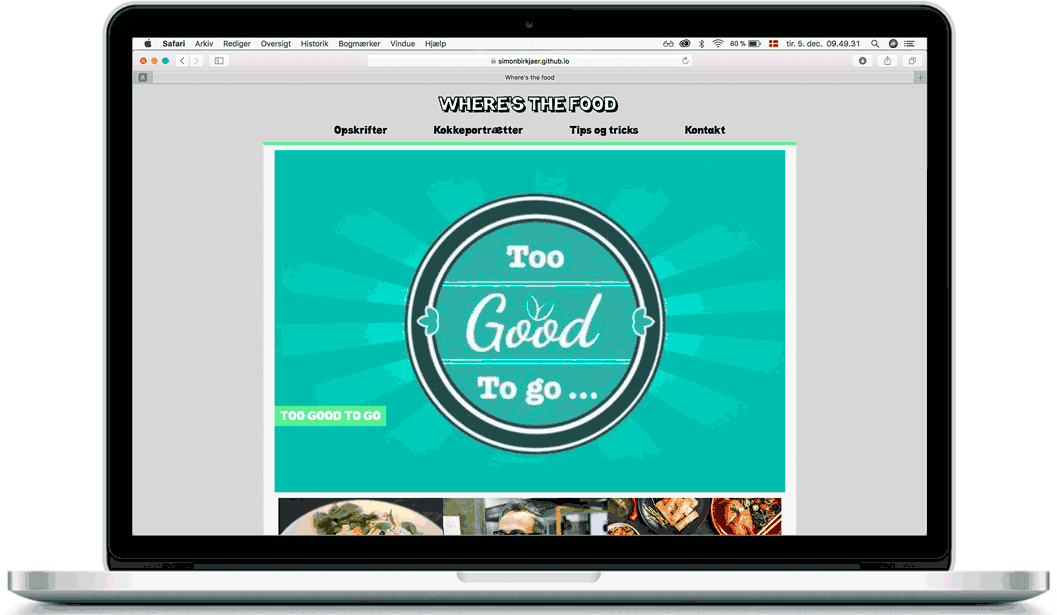 Safari Arkiv Rediger Oversigt Historik Bogmærker Vindue Hjælp 80 % tir. 5. dec. 09.49.31
simonbirkjaer.github.io
Where's the food
WHERE'S THE FOOD
Opskrifter Kokkeportrætter Tips og tricks Kontakt
Too
Good
To go ...
TOO GOOD TO GO